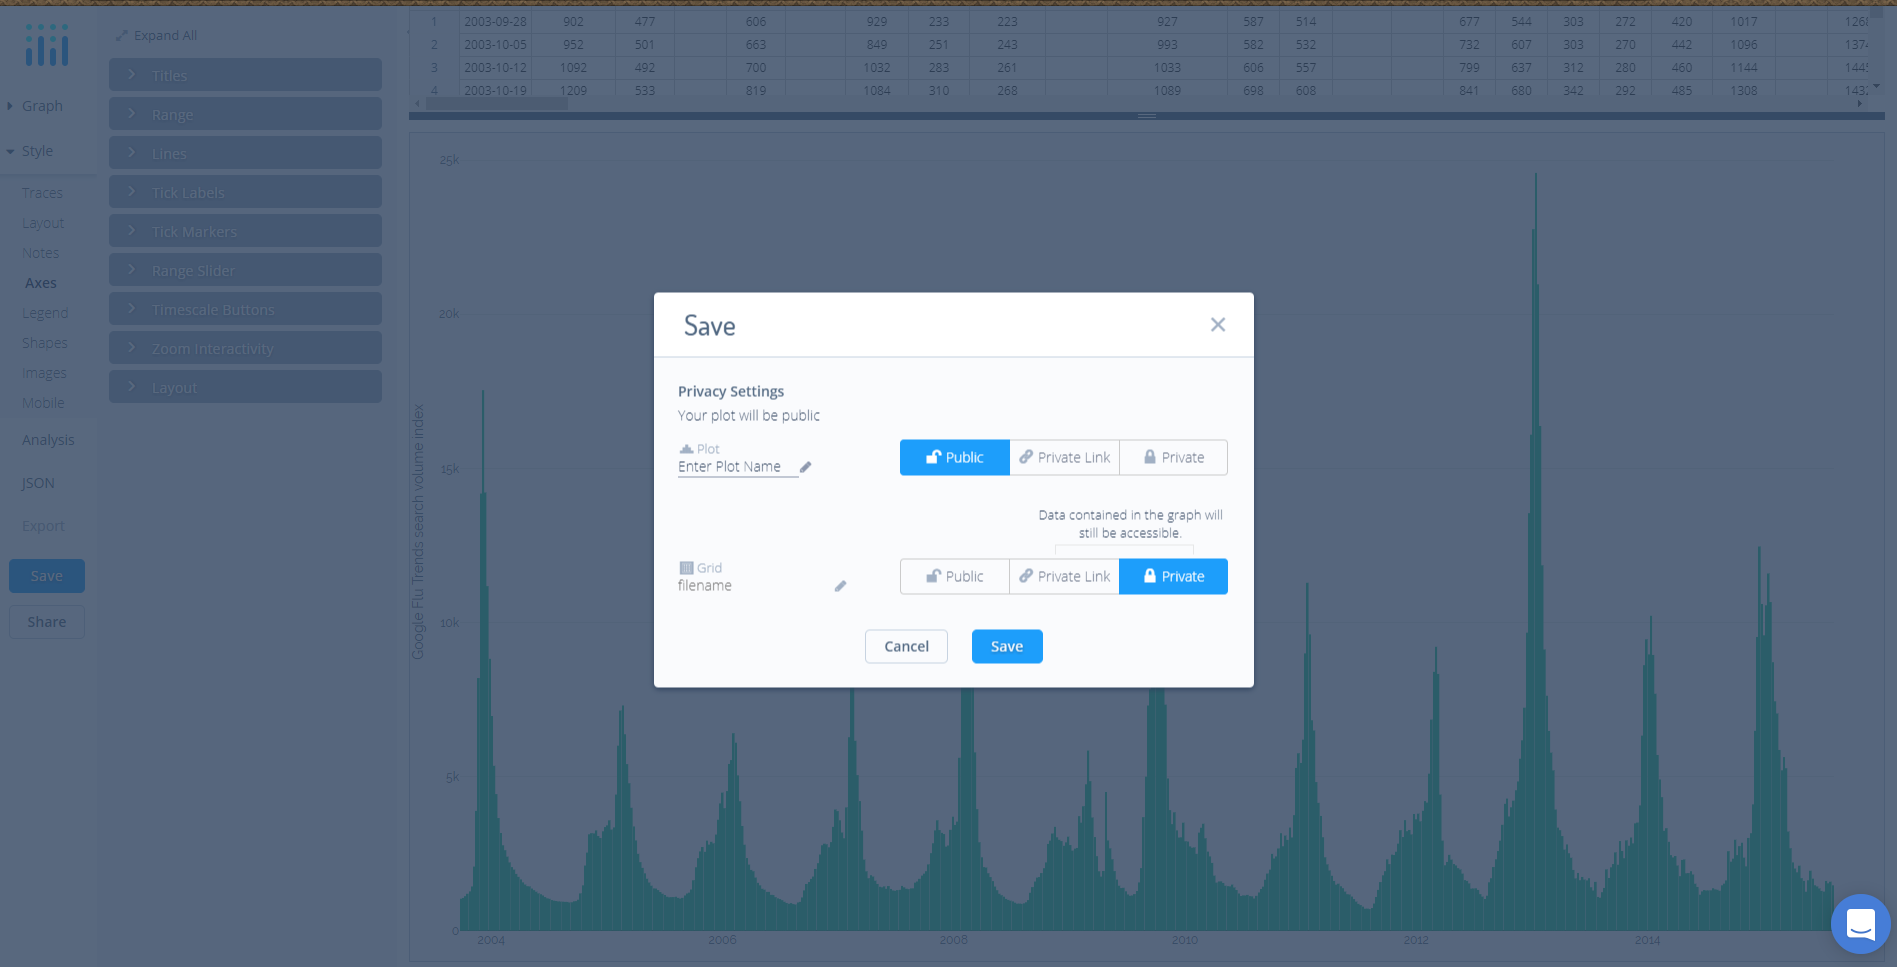 Expand All
Titles
Range
Lines
Tick Labels
Tick Markers
Range Slider
Timescale Buttons
Zoom Interactivity
Layout
Graph
Style
Traces
Layout
Notes
Axes
Legend
Shapes
Images
Mobile
Analysis
JSON
Export
Save
Share
1 2003-09-28 902 477 606 929 233 223 927 587 514 677 544 303 272 420 1017
2 2003-10-05 952 501 663 849 251 243 993 582 532 732 607 303 270 442 1096
3 2003-10-12 1092 492 700 1032 283 261 1033 606 557 799 637 312 280 460 1144
4 2003-10-19 1209 533 819 1084 310 268 1089 698 608 841 680 342 292 485 1308
Google Flu Trends search volume index
25k
20k
15k
10k
5k
0
2004 2006 2008 2010 2012 2014
Save
Privacy Settings
Your plot will be public
Plot
Enter Plot Name
Public Private Link Private
Data contained in the graph will
still be accessible.
Grid
filename
Public Private Link Private
Cancel Save